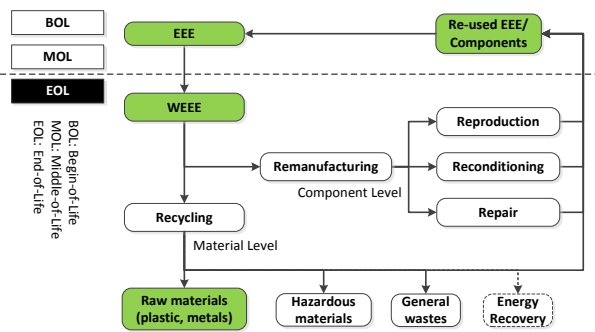 BOL
MOL
EOL
BOL: Begin-of-Life
MOL: Middle-of-Life
EOL: End-of-Life
EEE
Re-used EEE/
Components
WEEE
Remanufacturing
Component Level
Reproduction
Reconditioning
Repair
Recycling
Material Level
Raw materials
(plastic, metals)
Hazardous
materials
General
wastes
Energy
Recovery